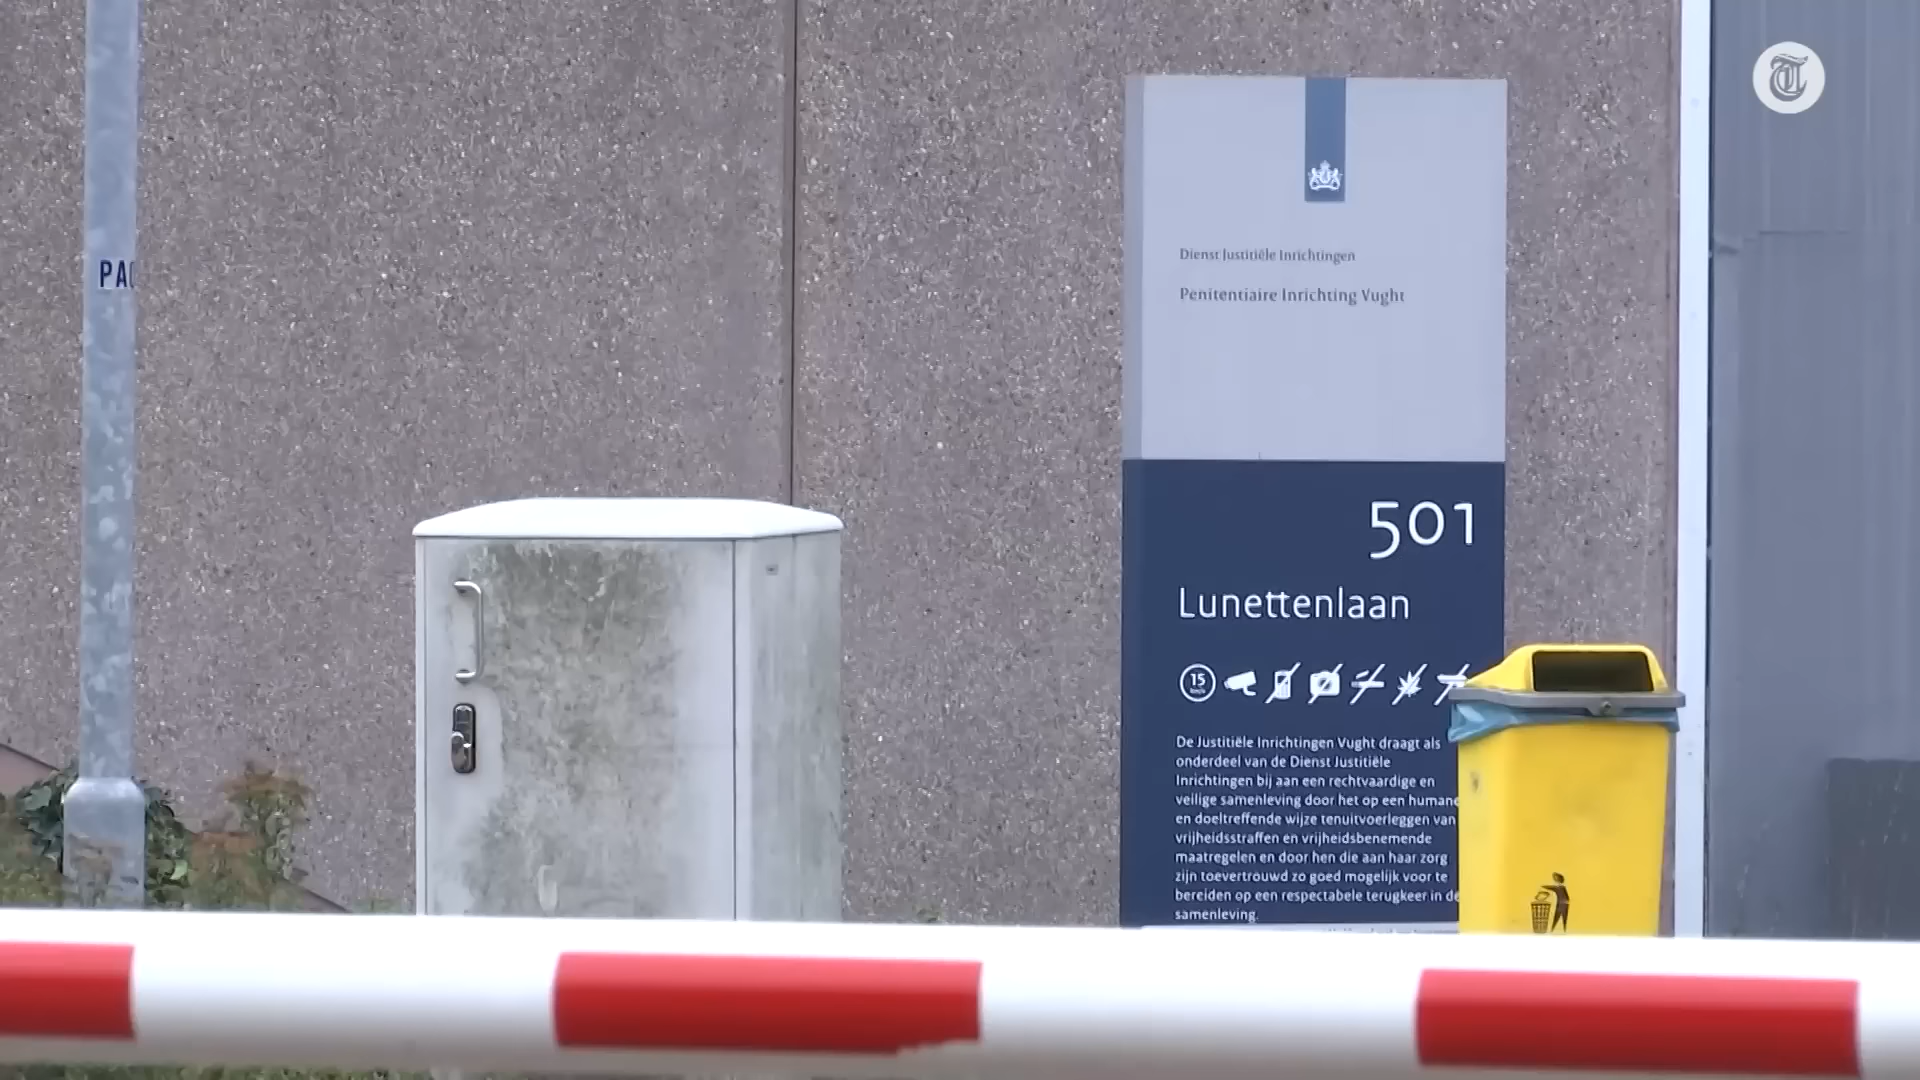 PAC
Dienst Justitiële Inrichtingen
Penitentiaire Inrichting Vught
501
Lunettenlaan
15
De Justitiële Inrichtingen Vught draagt als
onderdeel van de Dienst Justitiële
Inrichtingen bij aan een rechtvaardige en
veilige samenleving door het op een humane
en doeltreffende wijze tenuitvoerleggen van
vrijheidsstraffen en vrijheidsbenemende
maatregelen en door hen die aan haar zorg
zijn toevertrouwd zo goed mogelijk voor te
bereiden op een respectabele terugkeer in de
samenleving.